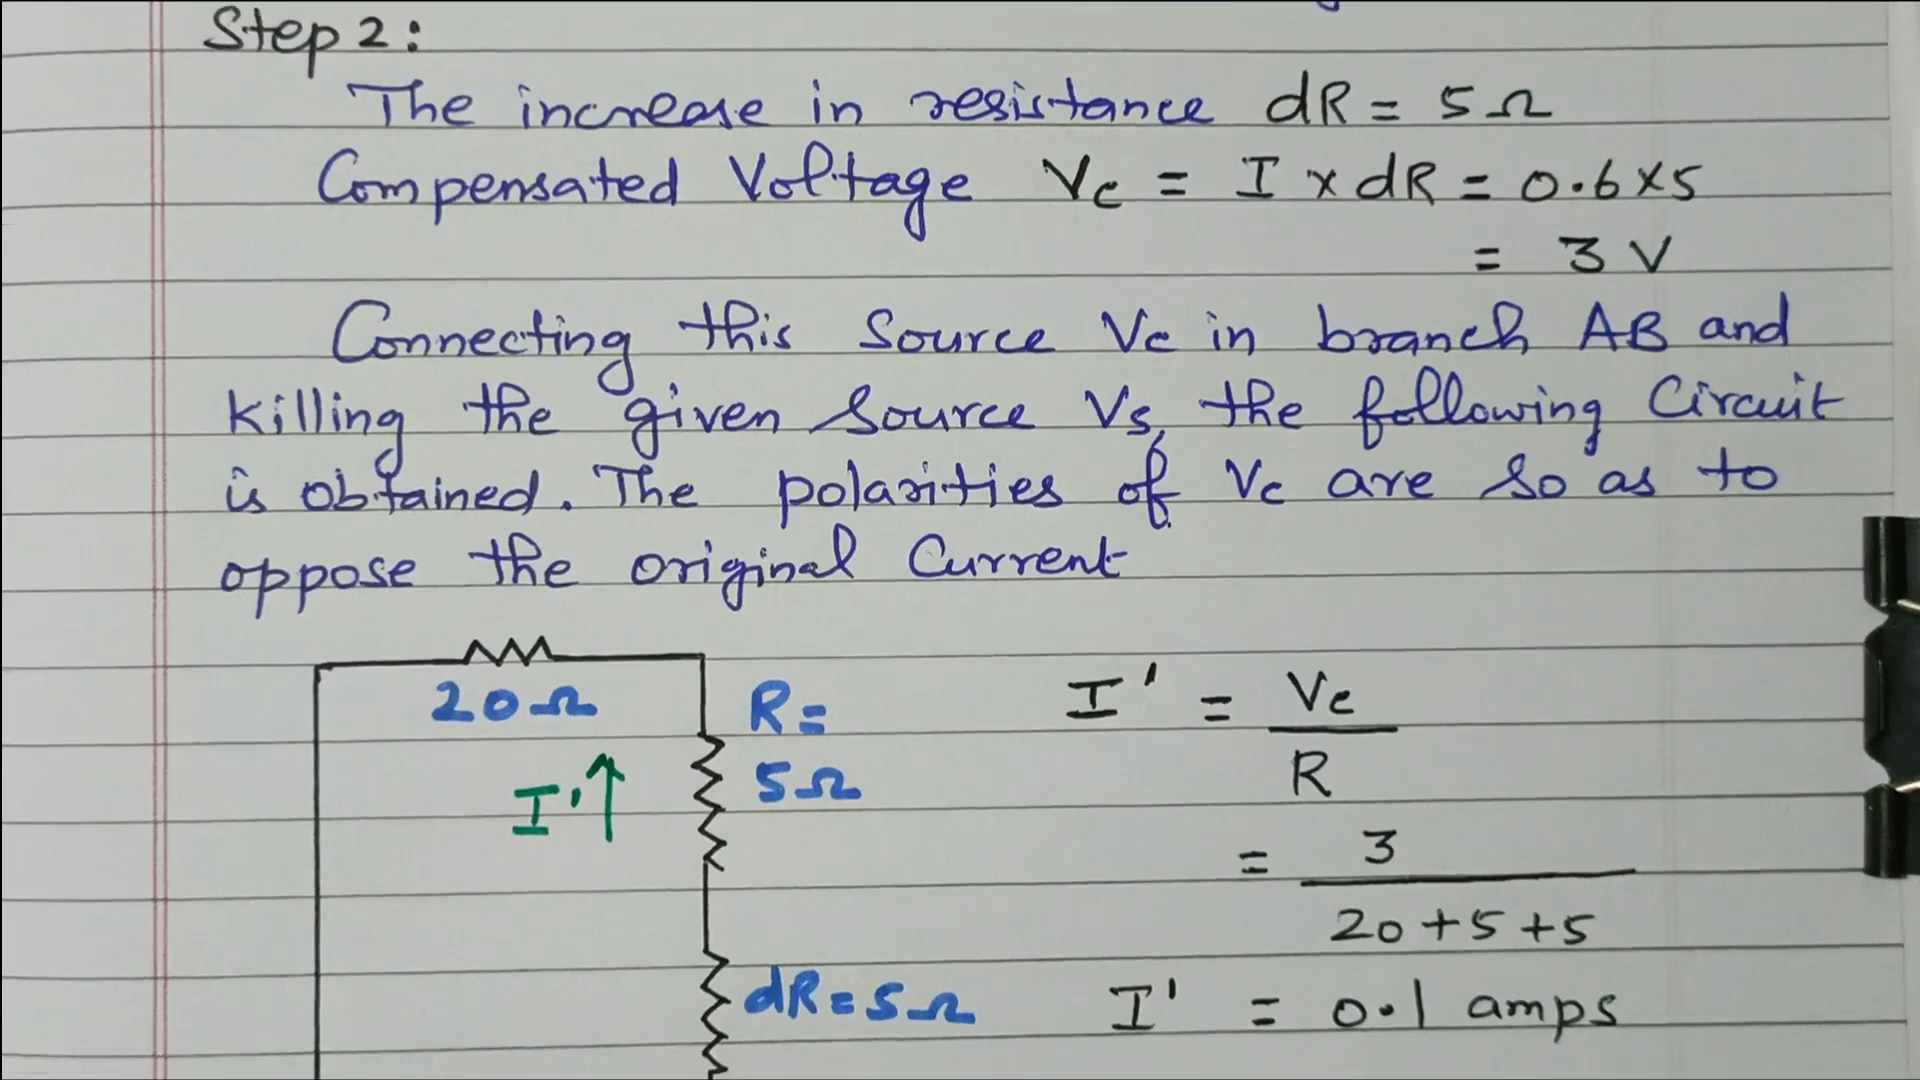 Step 2:
The increase in resistance dR = 5Ω
Compensated Voltage Vc = I × dR = 0.6×5
= 3 V
Connecting this Source Vc in branch AB and
killing the given source Vs, the following Circuit
is obtained. The polarities of Vc are so as to
oppose the original Current
20Ω
R =
5Ω
I'
dR = 5Ω
I' = Vc
R
= 3
20 + 5 + 5
I' = 0.1 amps